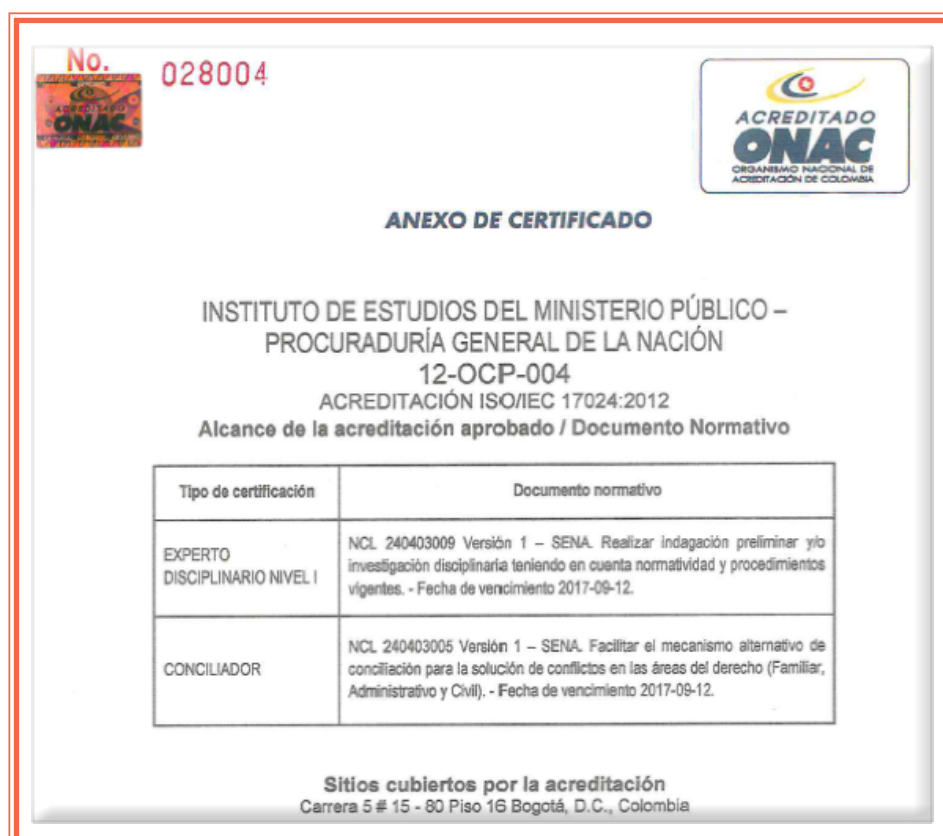 No. 028004
ACREDITADO
ONAC
ACREDITADO
ONAC
ORGANISMO NACIONAL DE
ACREDITACIÓN DE COLOMBIA
ANEXO DE CERTIFICADO
INSTITUTO DE ESTUDIOS DEL MINISTERIO PÚBLICO –
PROCURADURÍA GENERAL DE LA NACIÓN
12-OCP-004
ACREDITACIÓN ISO/IEC 17024:2012
Alcance de la acreditación aprobado / Documento Normativo
Tipo de certificación
Documento normativo
EXPERTO
DISCIPLINARIO NIVEL I
NCL 240403009 Versión 1 – SENA. Realizar indagación preliminar y/o
investigación disciplinaria teniendo en cuenta normatividad y procedimientos
vigentes. - Fecha de vencimiento 2017-09-12.
CONCILIADOR
NCL 240403005 Versión 1 – SENA. Facilitar el mecanismo alternativo de
conciliación para la solución de conflictos en las áreas del derecho (Familiar,
Administrativo y Civil). - Fecha de vencimiento 2017-09-12.
Sitios cubiertos por la acreditación
Carrera 5 # 15 - 80 Piso 16 Bogotá, D.C., Colombia